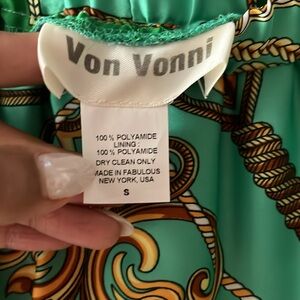 Von Vonni
100% POLYAMIDE
LINING:
100% POLYAMIDE
DRY CLEAN ONLY
MADE IN FABULOUS
NEW YORK, USA
S